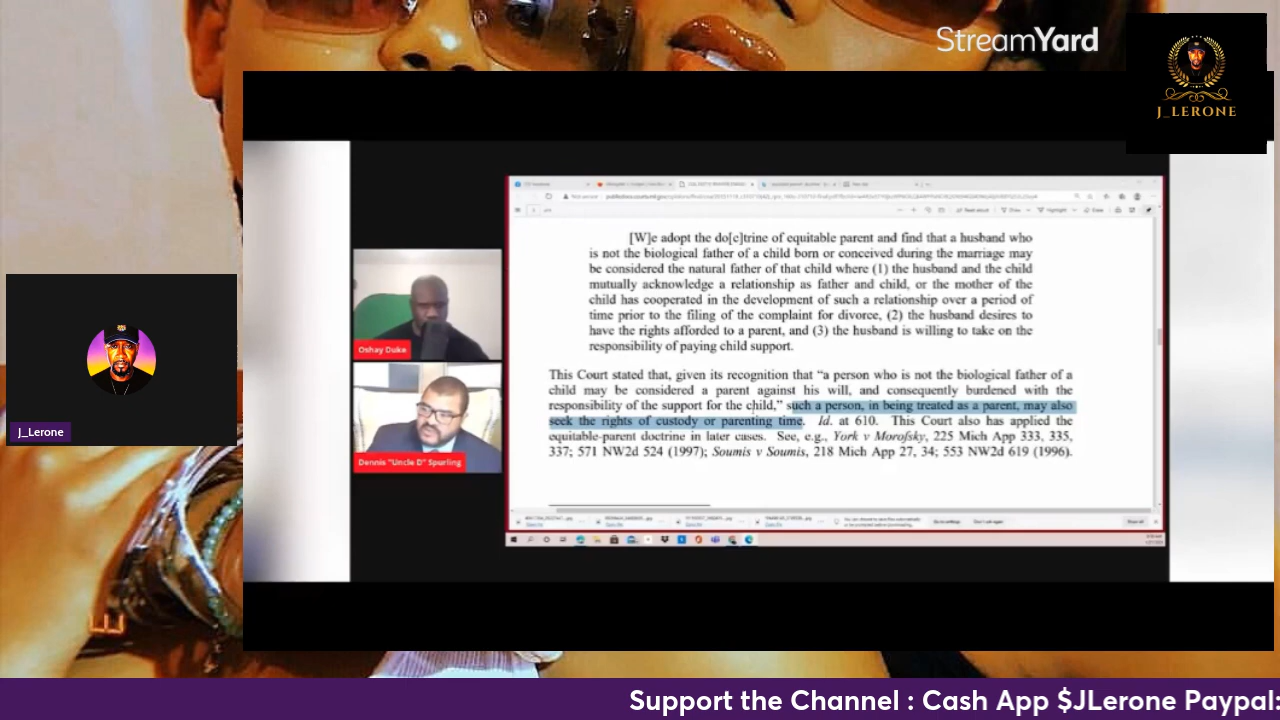 StreamYard
J_LERONE
[W]e adopt the do[c]trine of equitable parent and find that a husband who
is not the biological father of a child born or conceived during the marriage may
be considered the natural father of that child where (1) the husband and the child
mutually acknowledge a relationship as father and child, or the mother of the
child has cooperated in the development of such a relationship over a period of
time prior to the filing of the complaint for divorce, (2) the husband desires to
have the rights afforded to a parent, and (3) the husband is willing to take on the
responsibility of paying child support.
This Court stated that, given its recognition that “a person who is not the biological father of a
child may be considered a parent against his will, and consequently burdened with the
responsibility of the support for the child,” such a person, in being treated as a parent, may also
seek the rights of custody or parenting time. Id. at 610. This Court also has applied the
equitable-parent doctrine in later cases. See, e.g., York v Morofsky, 225 Mich App 333, 335,
337; 571 NW2d 524 (1997); Soumis v Soumis, 218 Mich App 27, 34; 553 NW2d 619 (1996).
Oshay Duke
Dennis "Uncle D" Spurling
J_Lerone
Support the Channel : Cash App $JLerone Paypal: